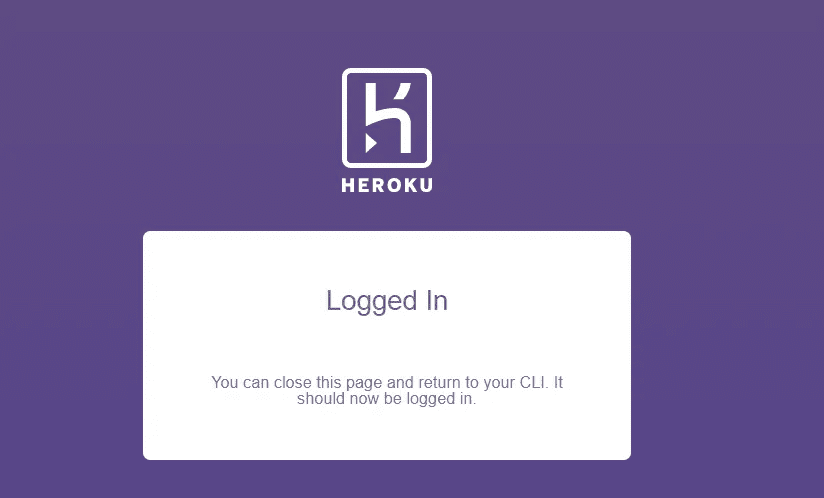 HEROKU
Logged In
You can close this page and return to your CLI. It
should now be logged in.